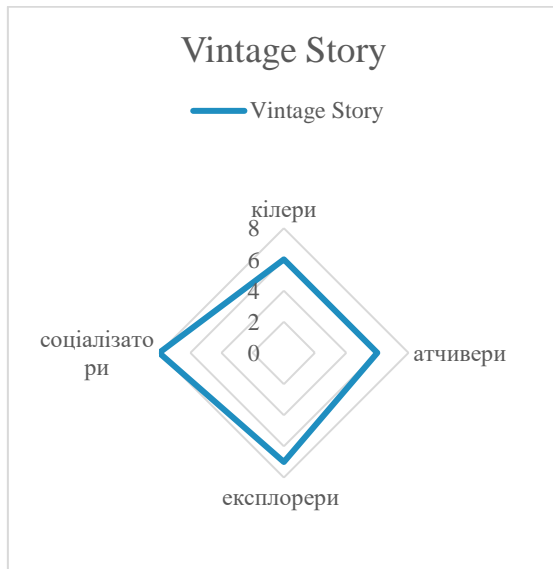 Vintage Story
Vintage Story
кілери
8
6
4
2
0
соціалізато
ри
атчивери
експлорери